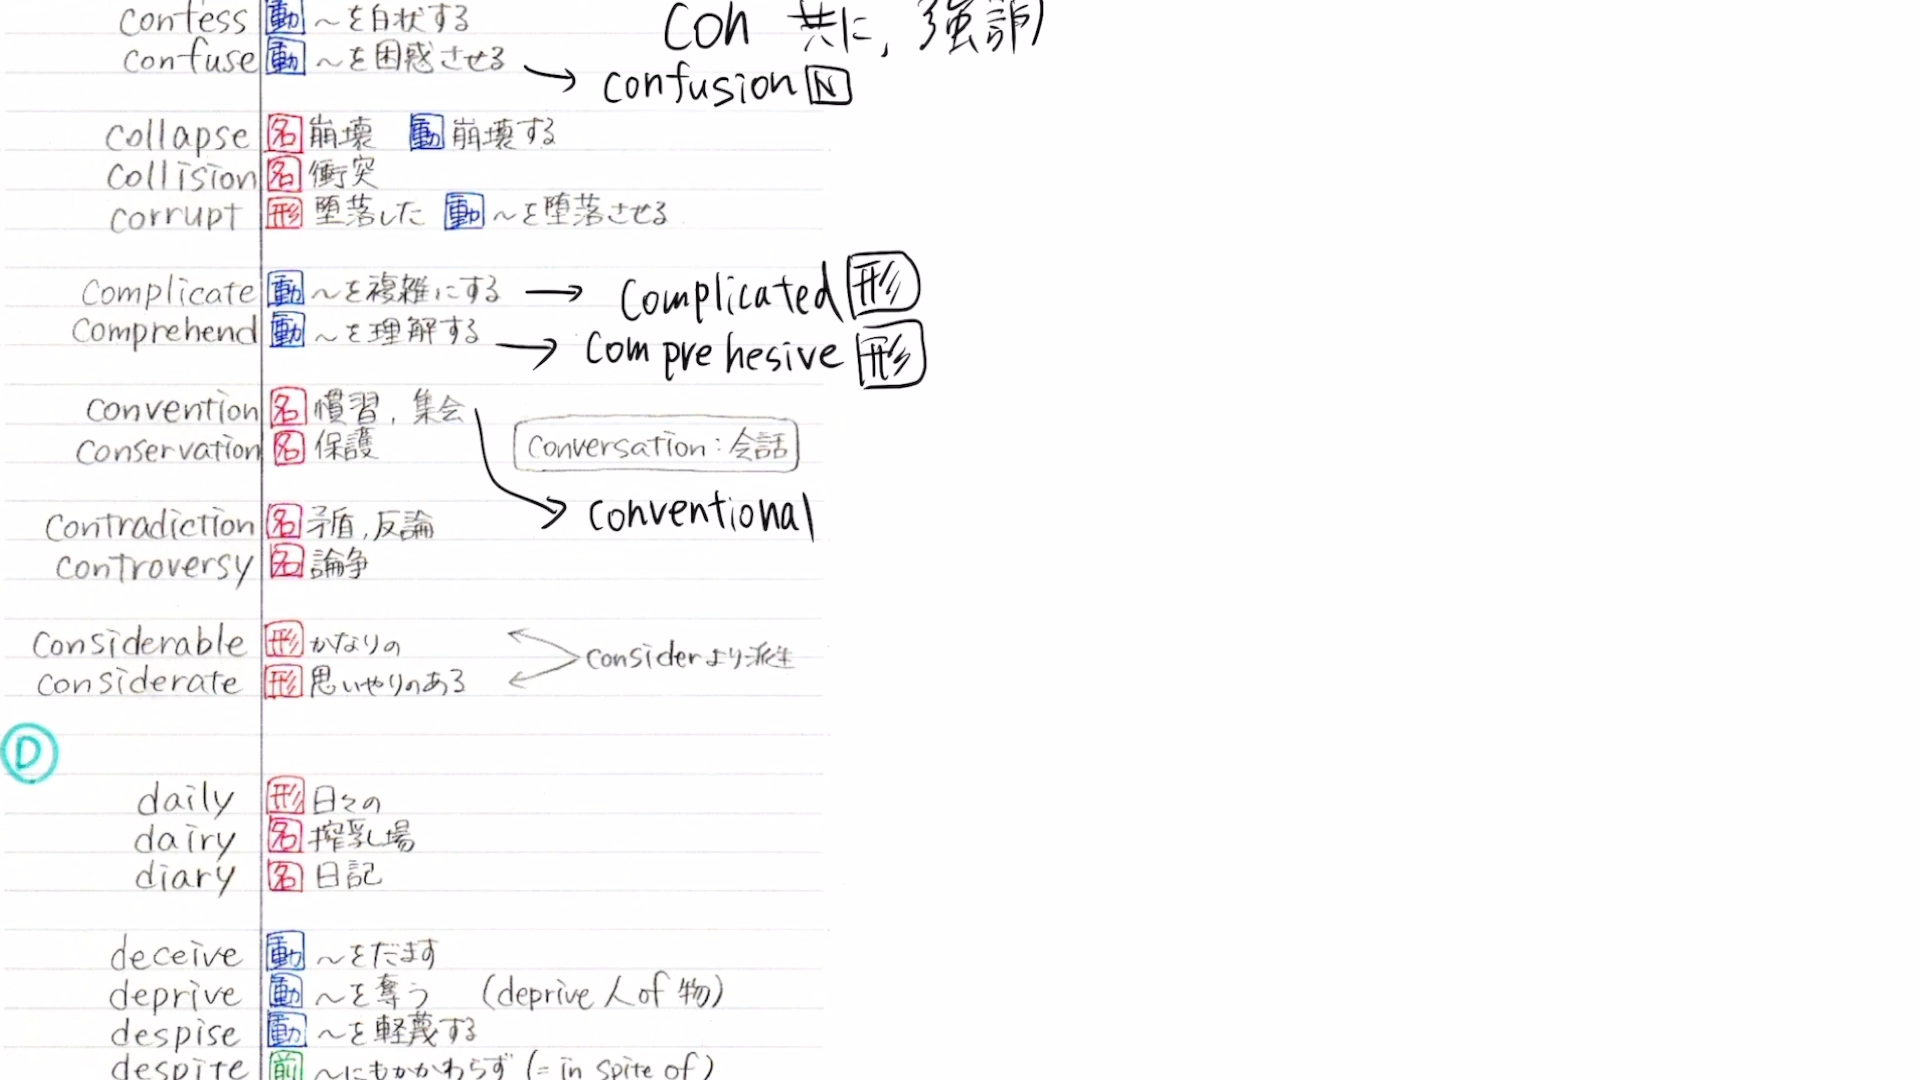 confess 動 ～を白状する
con 共に, 強調
confuse 動 ～を困惑させる → confusion N
collapse 名 崩壊 動 崩壊する
collision 名 衝突
corrupt 形 堕落した 動 ～を堕落させる
complicate 動 ～を複雑にする → complicated 形
comprehend 動 ～を理解する → comprehesive 形
convention 名 慣習, 集会
conservation 名 保護
conversation : 会話
→ conventional
contradiction 名 矛盾, 反論
controversy 名 論争
considerable 形 かなりの
considerate 形 思いやりのある
considerより派生
D
daily 形 日々の
dairy 名 搾乳場
diary 名 日記
deceive 動 ～をだます
deprive 動 ～を奪う (deprive 人 of 物)
despise 動 ～を軽蔑する
despite 前 ～にもかかわらず (= in spite of)